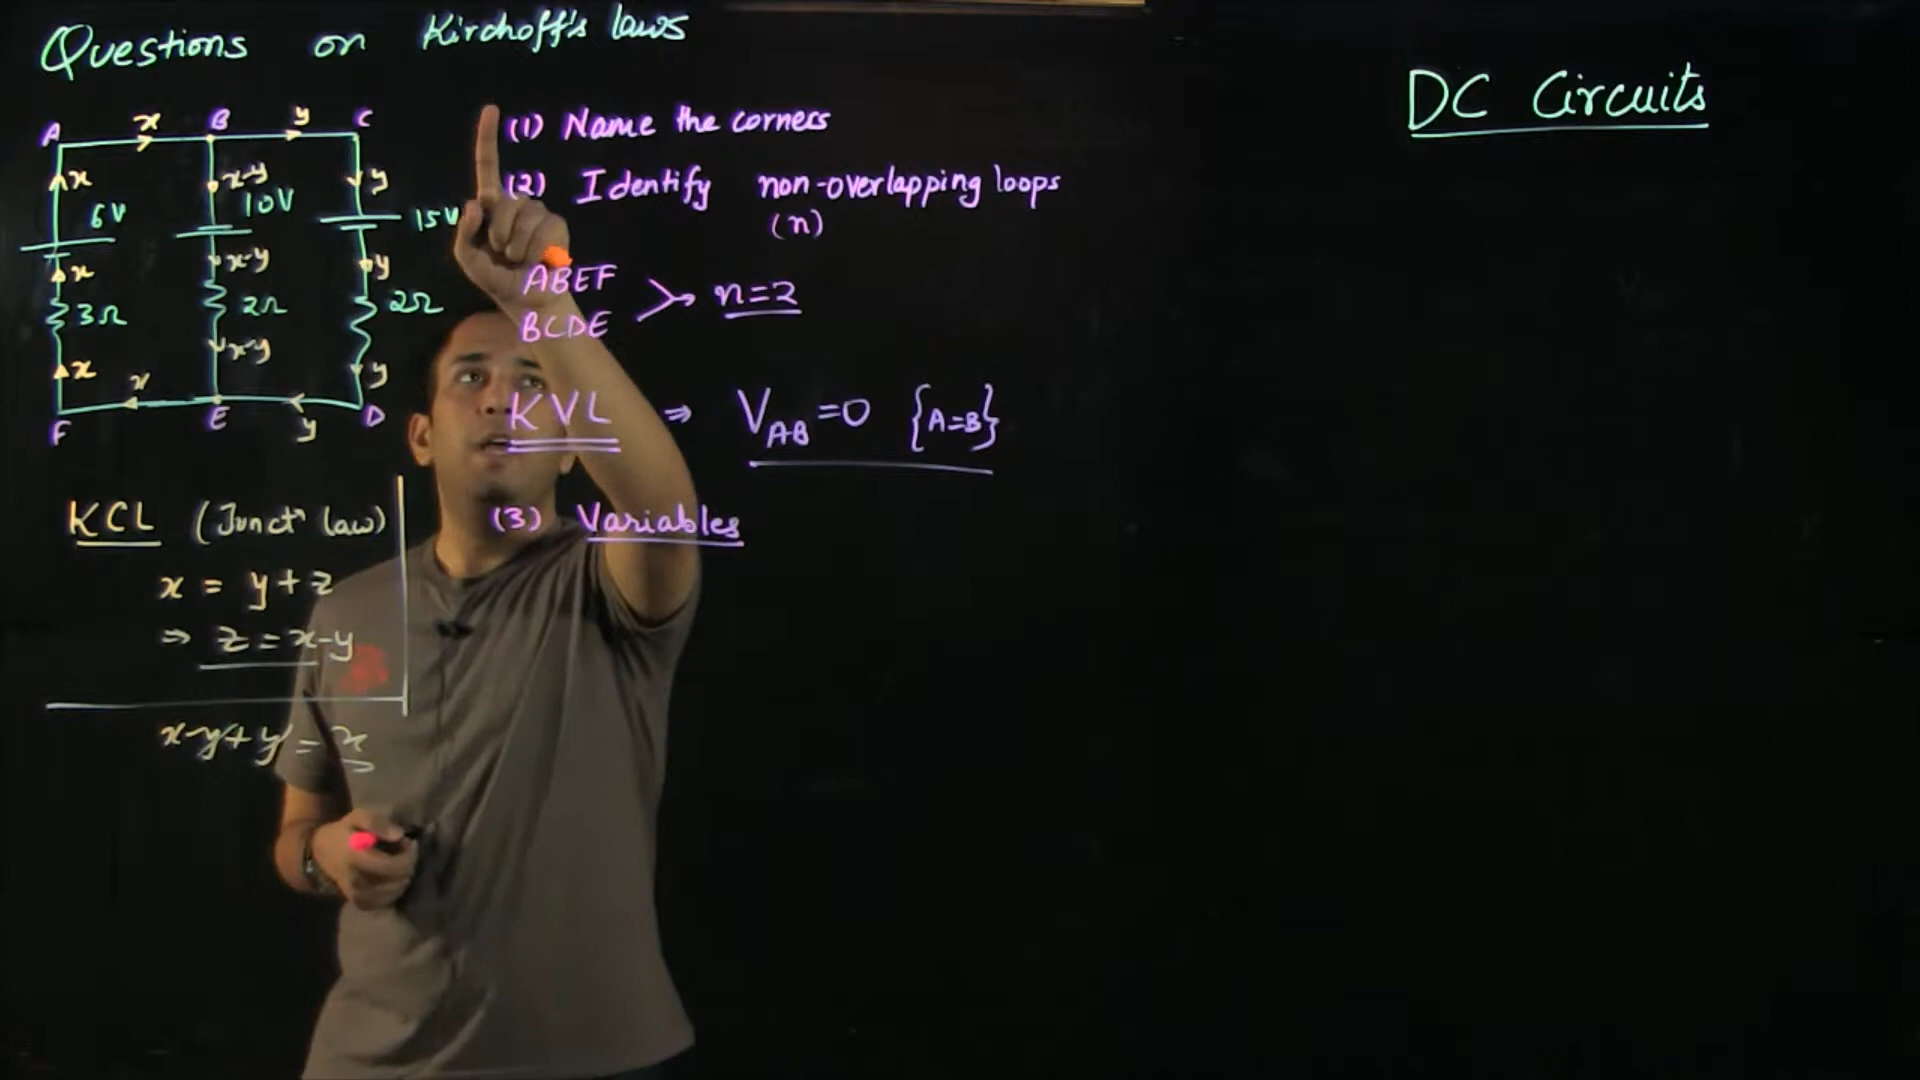 Questions on Kirchoff's laws
DC Circuits
A x B y C
x x-y y
6V 10V 15V
x x-y y
3Ω 2Ω 2Ω
x x-y y
F x E y D
(1) Name the corners
(2) Identify non-overlapping loops
(n)
ABEF
BCDE
n=2
KVL ⇒ V_AB=0 {A=B}
(3) Variables
KCL (Junctⁿ law)
x = y+z
⇒ z=x-y
x-y+y=x